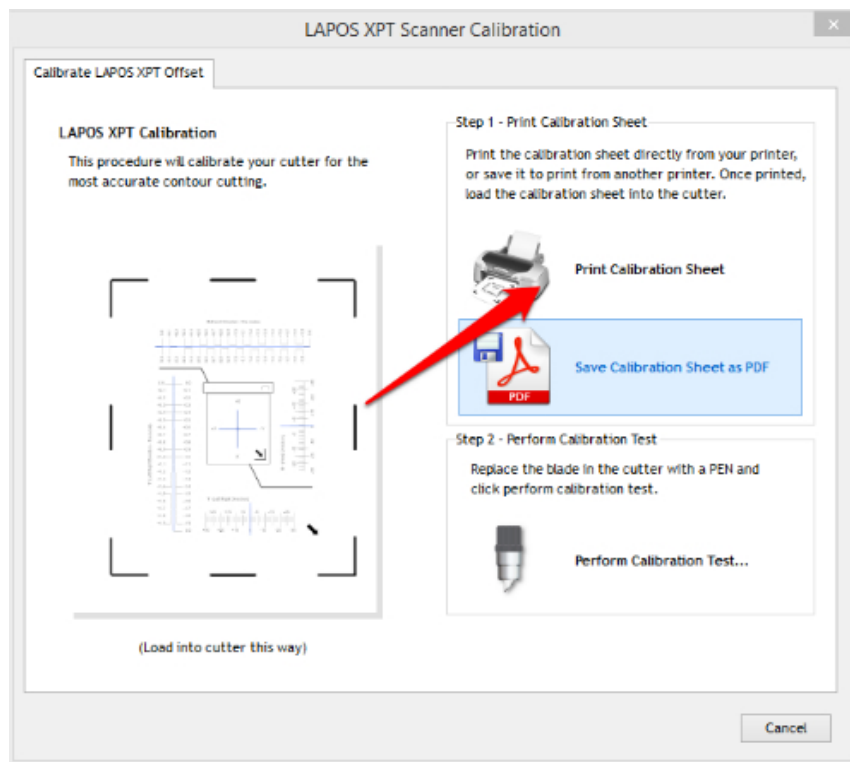 LAPOS XPT Scanner Calibration
Calibrate LAPOS XPT Offset
LAPOS XPT Calibration
This procedure will calibrate your cutter for the
most accurate contour cutting.
(Load into cutter this way)
Step 1 - Print Calibration Sheet
Print the calibration sheet directly from your printer,
or save it to print from another printer. Once printed,
load the calibration sheet into the cutter.
Print Calibration Sheet
PDF
Save Calibration Sheet as PDF
Step 2 - Perform Calibration Test
Replace the blade in the cutter with a PEN and
click perform calibration test.
Perform Calibration Test...
Cancel